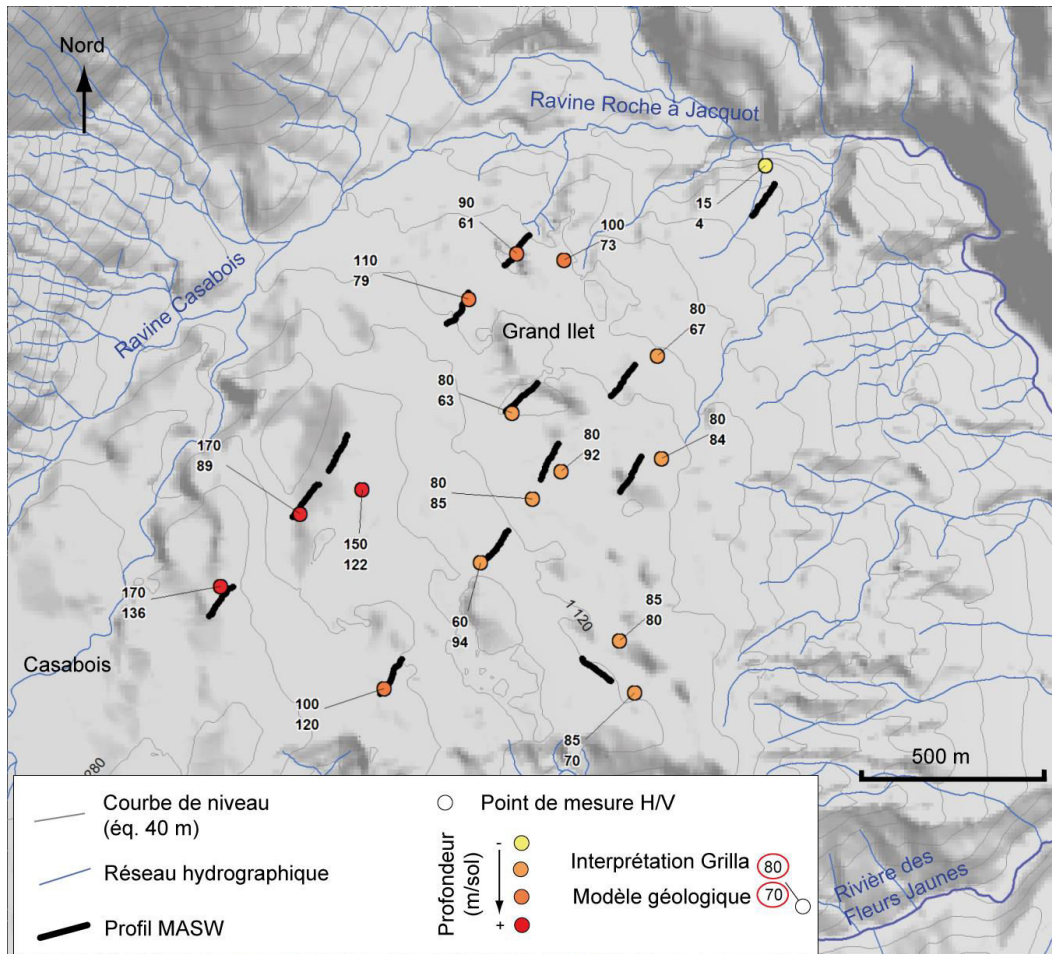 Nord
Ravine Roche à Jacquot
15
4
90
61
100
73
110
79
Ravine Casabois
Grand Ilet
80
67
80
63
170
89
80
92
80
84
80
85
150
122
170
136
60
94
1 120
85
80
Casabois
100
120
85
70
280
500 m
Courbe de niveau
(éq. 40 m)
Réseau hydrographique
Profil MASW
Point de mesure H/V
Profondeur
(m/sol)
-
+
Interprétation Grilla
80
Modèle géologique
70
Rivière des
Fleurs Jaunes